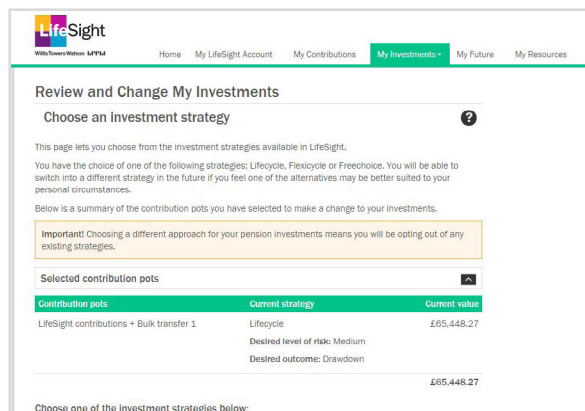 LifeSight
Willis Towers Watson
Home My LifeSight Account My Contributions My Investments My Future My Resources
Review and Change My Investments
Choose an investment strategy
?
This page lets you choose from the investment strategies available in LifeSight.
You have the choice of one of the following strategies; Lifecycle, Flexicycle or Freechoice. You will be able to
switch into a different strategy in the future if you feel one of the alternatives may be better suited to your
personal circumstances.
Below is a summary of the contribution pots you have selected to make a change to your investments.
Important! Choosing a different approach for your pension investments means you will be opting out of any
existing strategies.
Selected contribution pots
Contribution pots Current strategy Current value
LifeSight contributions + Bulk transfer 1 Lifecycle £65,448.27
Desired level of risk: Medium
Desired outcome: Drawdown
£65,448.27
Choose one of the investment strategies below: